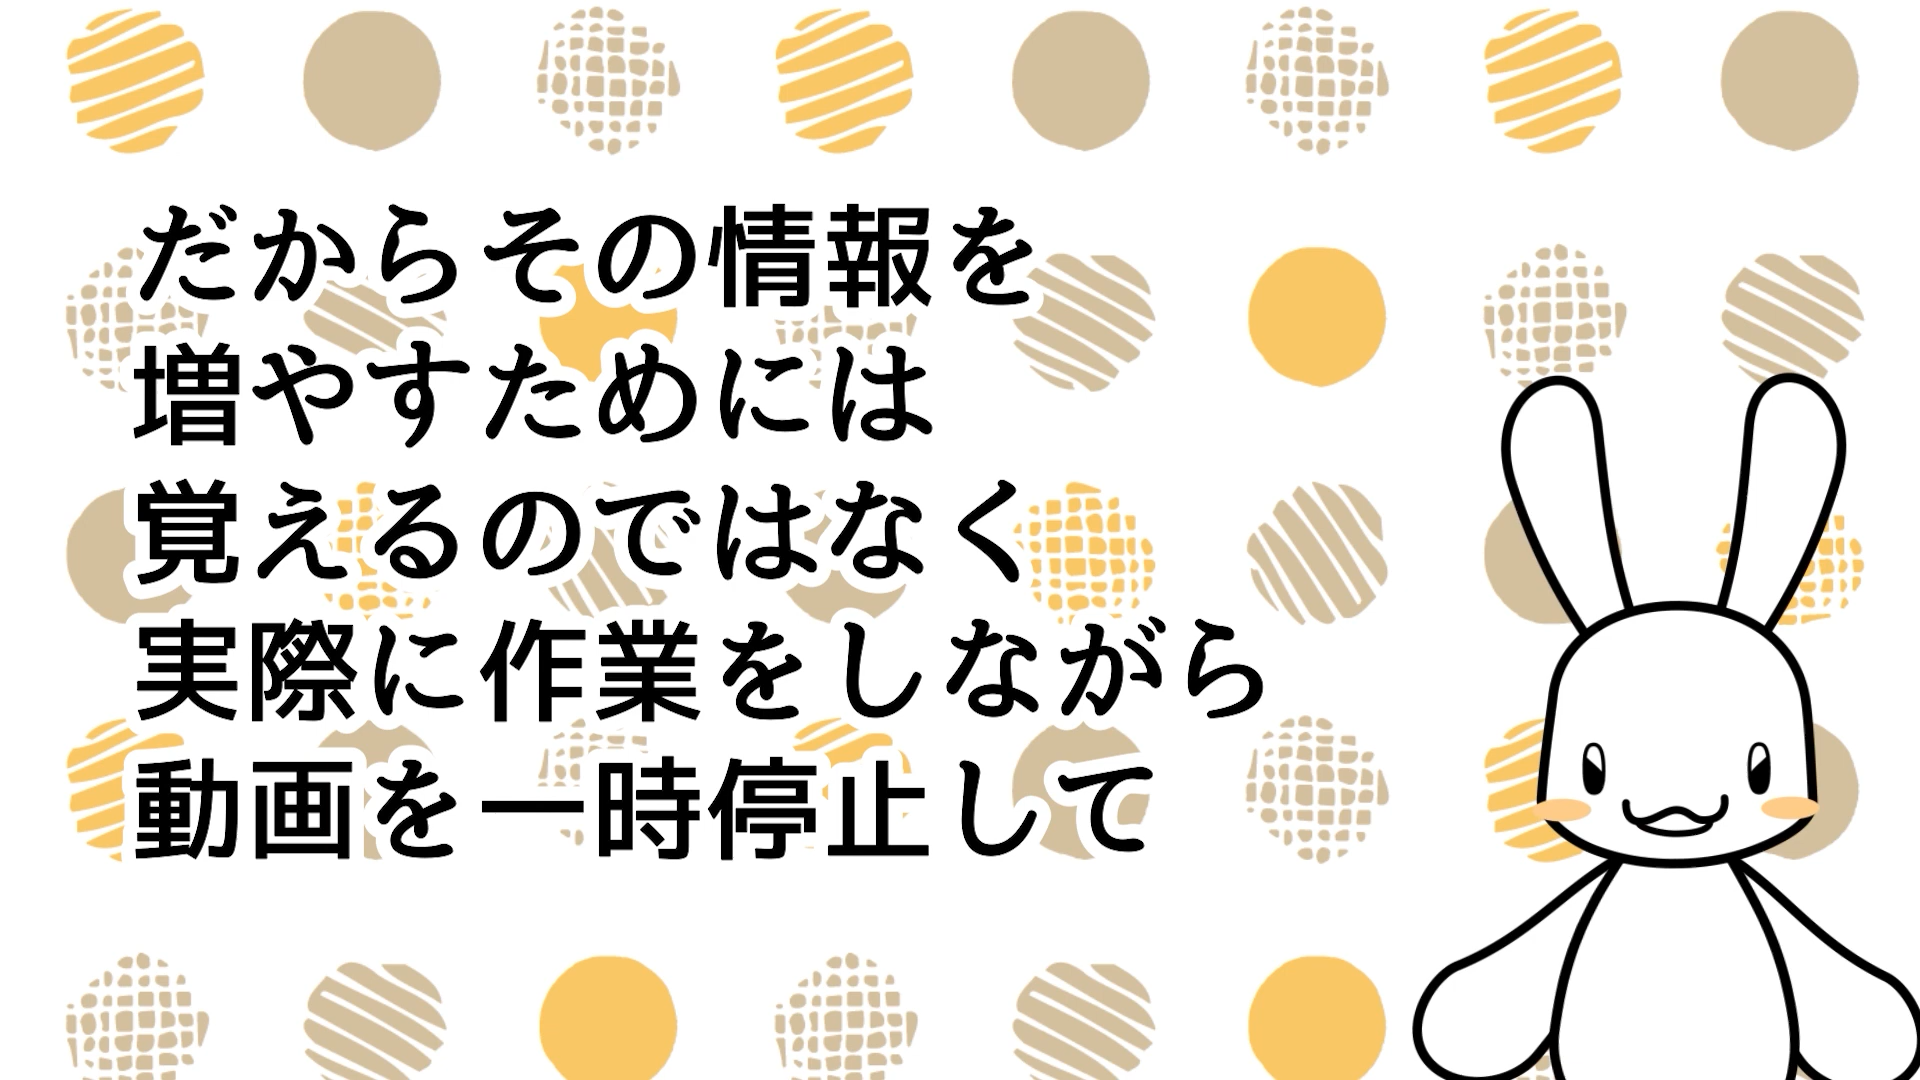 だからその情報を
増やすためには
覚えるのではなく
実際に作業をしながら
動画を一時停止して